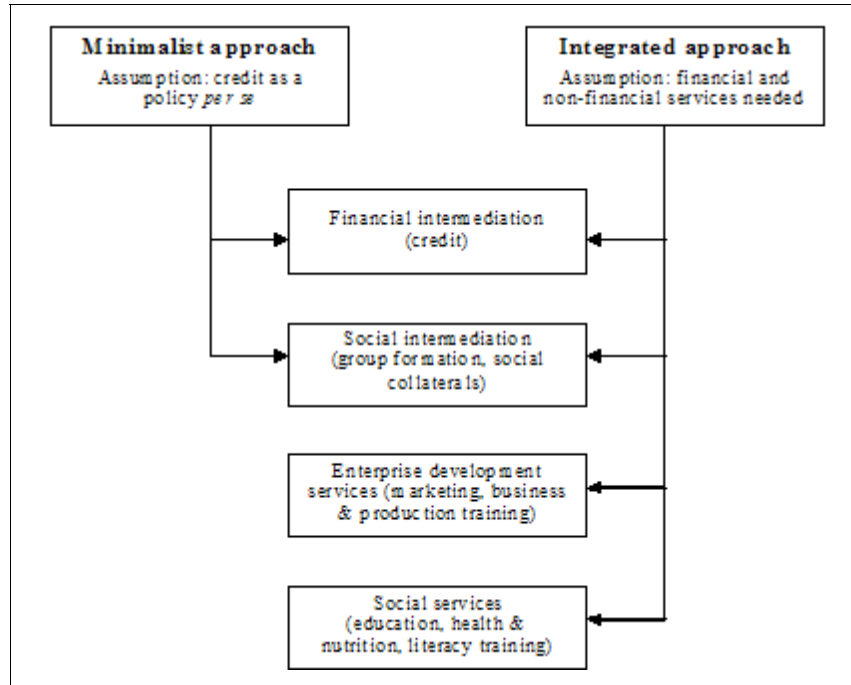 Minimalist approach
Assumption: credit as a
policy per se
Integrated approach
Assumption: financial and
non-financial services needed
Financial intermediation
(credit)
Social intermediation
(group formation, social
collaterals)
Enterprise development
services (marketing, business
& production training)
Social services
(education, health &
nutrition, literacy training)